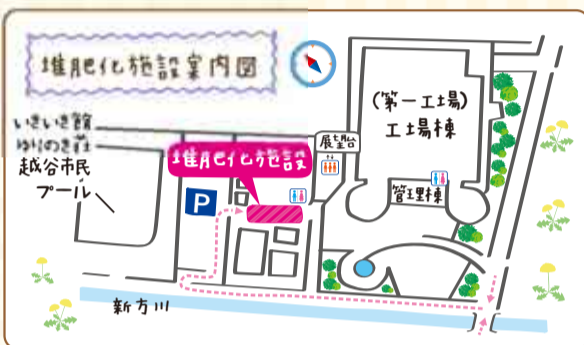 堆肥化施設案内図
いきいき館
ゆりのき荘
越谷市民
プール
堆肥化施設
P
展望台
(第一工場)
工場棟
管理棟
新方川